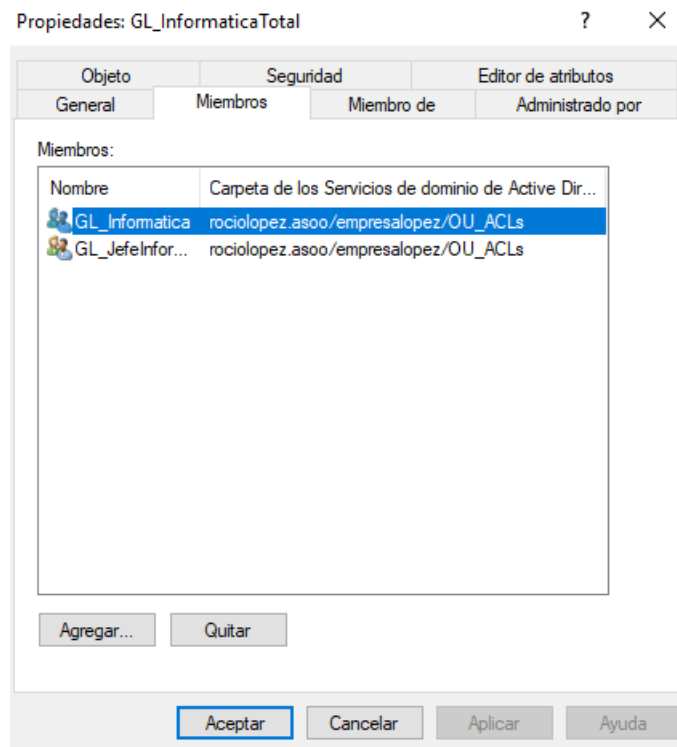 Propiedades: GL_InformaticaTotal ? ×
Objeto Seguridad Editor de atributos
General Miembros Miembro de Administrado por
Miembros:
Nombre Carpeta de los Servicios de dominio de Active Dir...
GL_Informatica rociolopez.asoo/empresalopez/OU_ACLs
GL_JefeInfor... rociolopez.asoo/empresalopez/OU_ACLs
Agregar... Quitar
Aceptar Cancelar Aplicar Ayuda